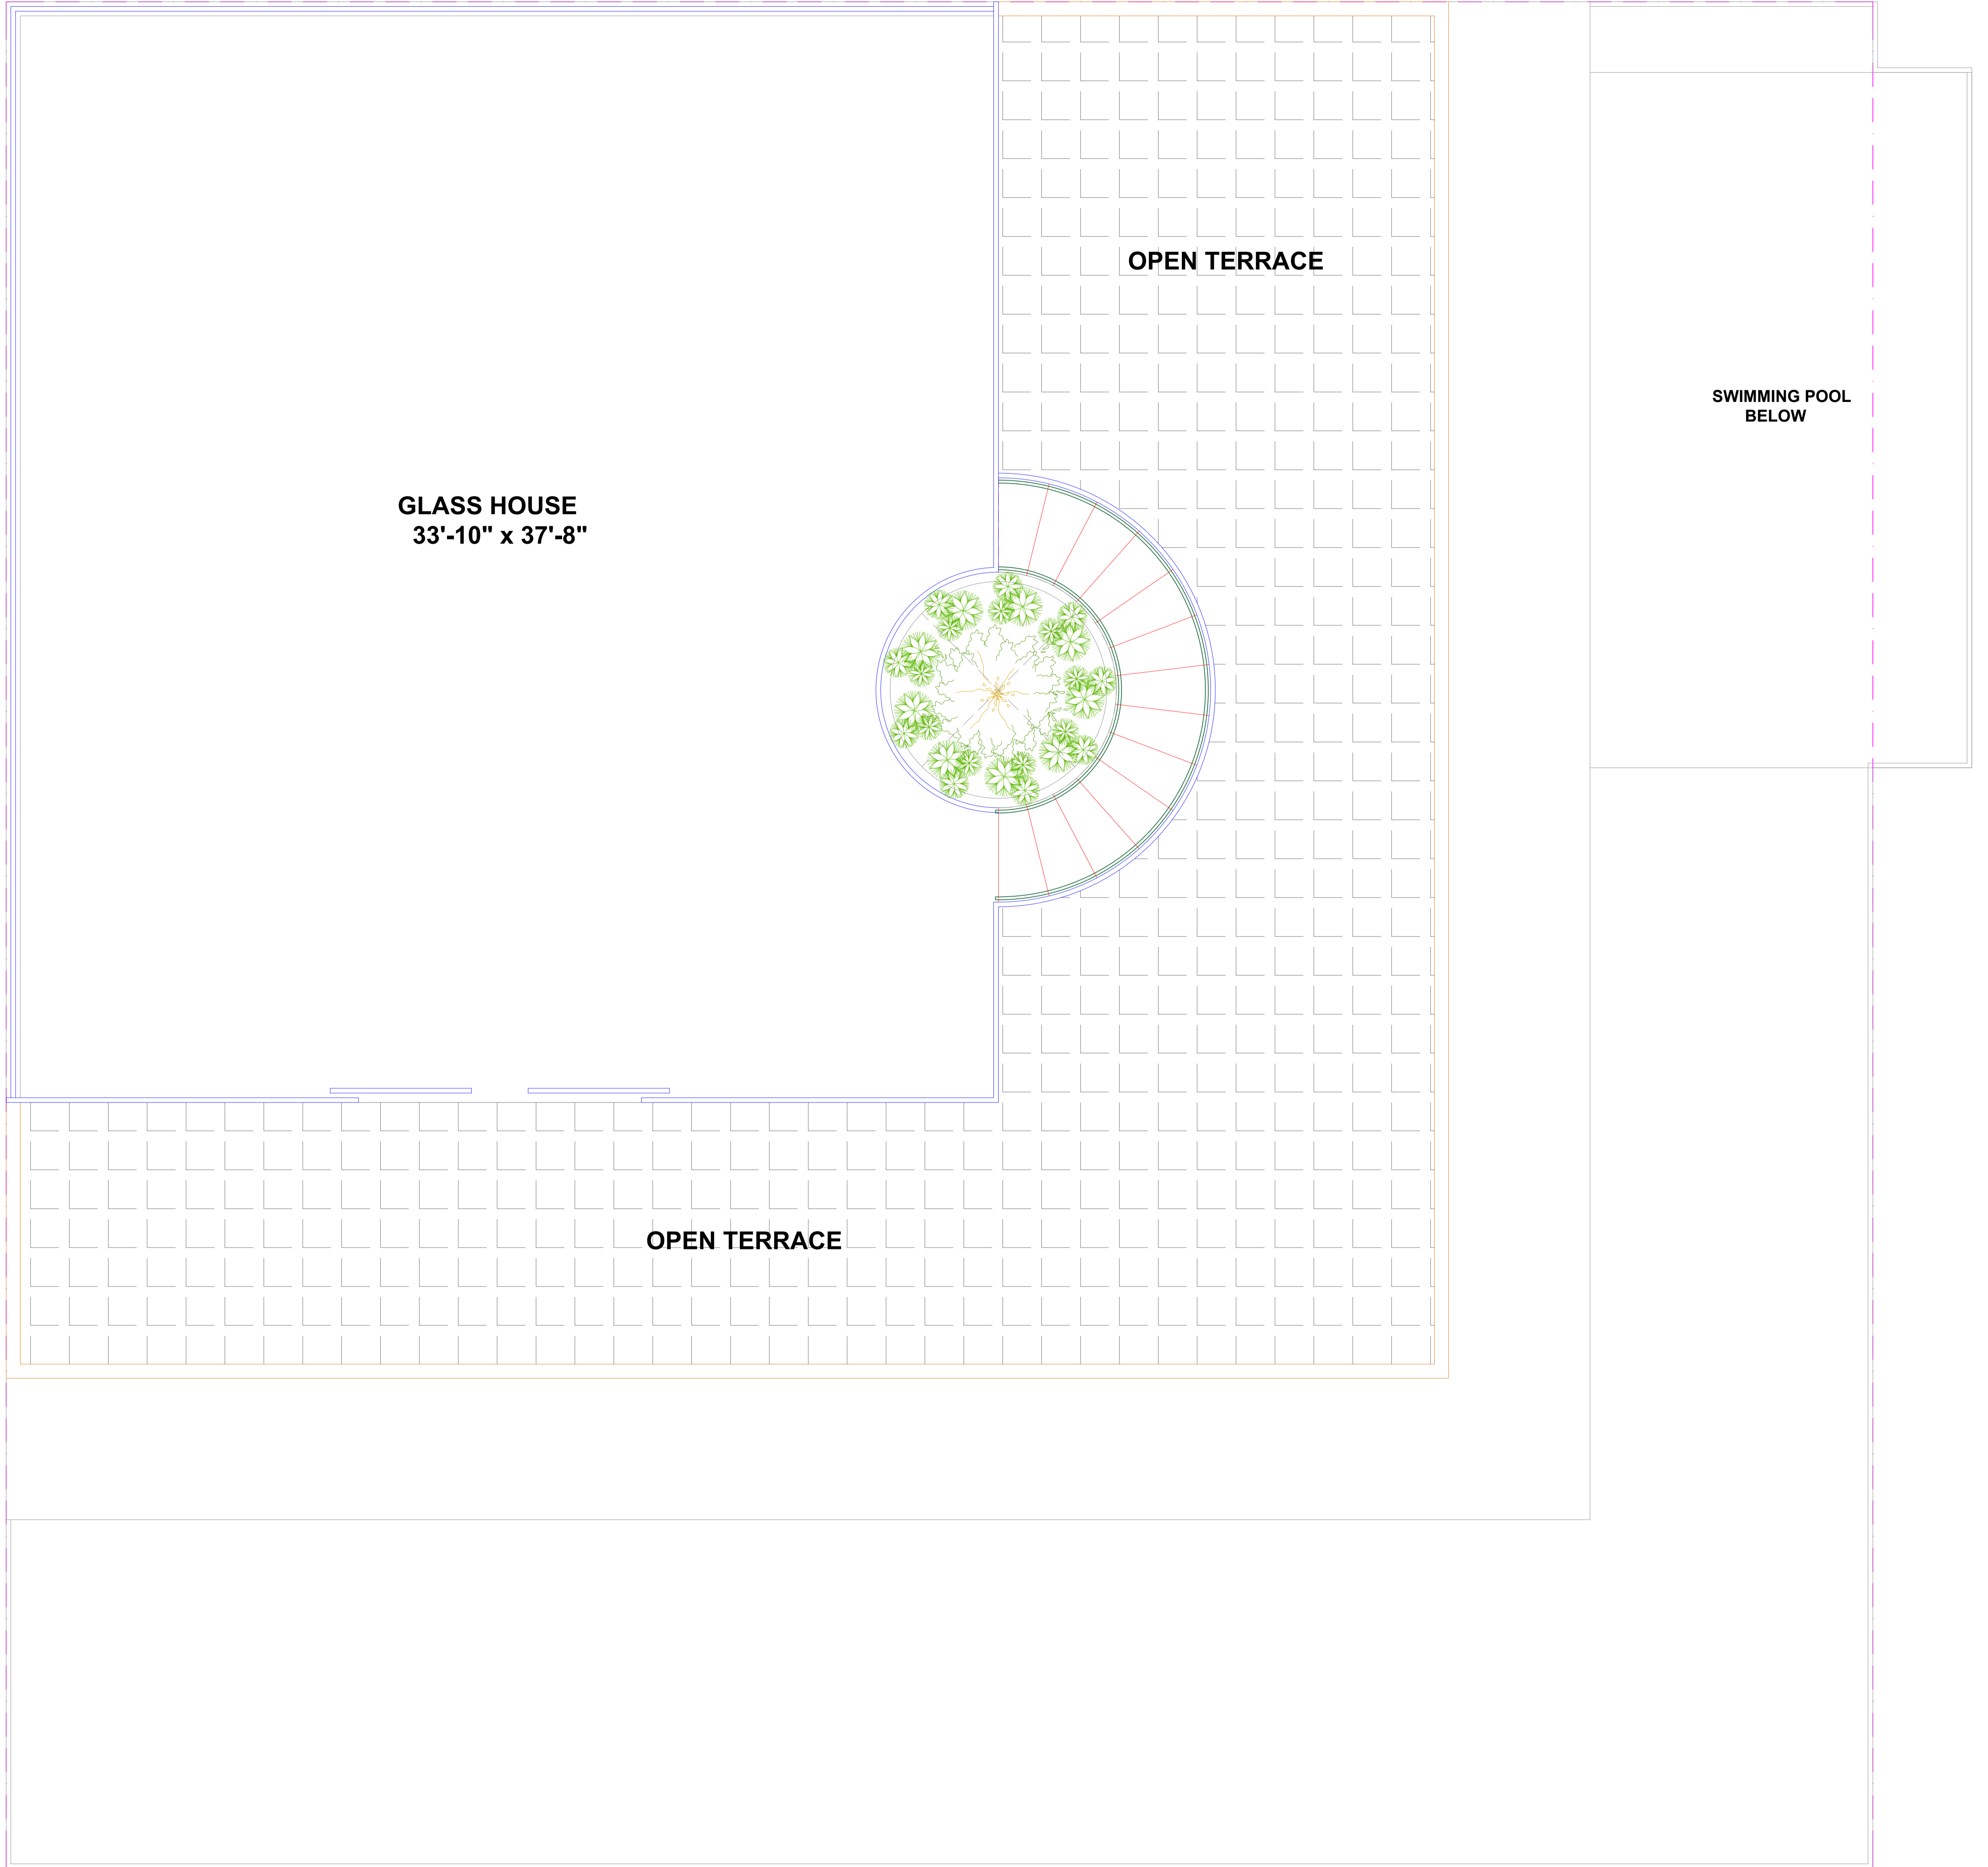 OPEN TERRACE
SWIMMING POOL
BELOW
GLASS HOUSE
33'-10" x 37'-8"
OPEN TERRACE